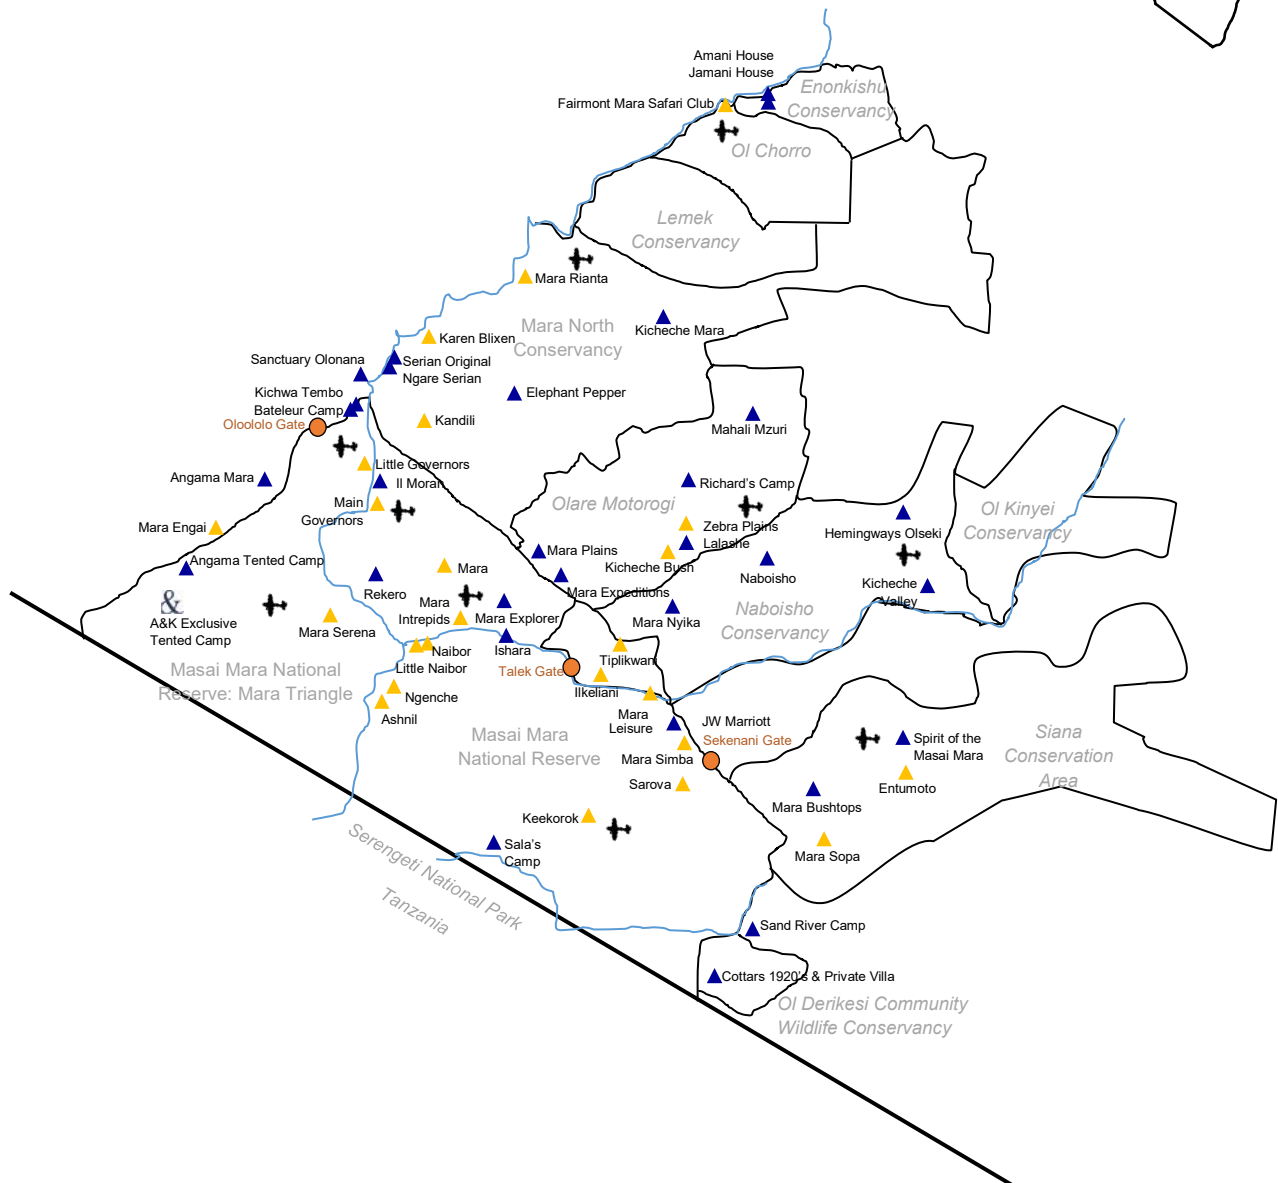 Amani House
Jamani House
Fairmont Mara Safari Club
Enonkishu
Conservancy
Ol Chorro
Lemek
Conservancy
Mara Rianta
Mara North
Conservancy
Kicheche Mara
Karen Blixen
Sanctuary Olonana
Serian Original
Ngare Serian
Kichwa Tembo
Bateleur Camp
Elephant Pepper
Oloololo Gate
Kandili
Mahali Mzuri
Little Governors
Angama Mara
Il Moran
Richard's Camp
Main
Governors
Olare Motorogi
Ol Kinyei
Conservancy
Mara Engai
Zebra Plains
Lalashe
Hemingways Olseki
Mara Plains
Angama Tented Camp
Kicheche Bush
Naboisho
Mara
Rekero
Mara Expeditions
Kicheche
Valley
&
A&K Exclusive
Tented Camp
Mara
Intrepids
Mara Explorer
Mara Nyika
Naboisho
Conservancy
Mara Serena
Naibor
Little Naibor
Ishara
Tiplikwani
Talek Gate
Masai Mara National
Reserve: Mara Triangle
Ilkeliani
Ngenche
Ashnil
Mara
Leisure
JW Marriott
Sekenani Gate
Masai Mara
National Reserve
Mara Simba
Sarova
Siana
Conservation
Area
Spirit of the
Masai Mara
Entumoto
Mara Bushtops
Keekorok
Mara Sopa
Sala's
Camp
Serengeti National Park
Tanzania
Sand River Camp
Cottars 1920's & Private Villa
Ol Derikesi Community
Wildlife Conservancy